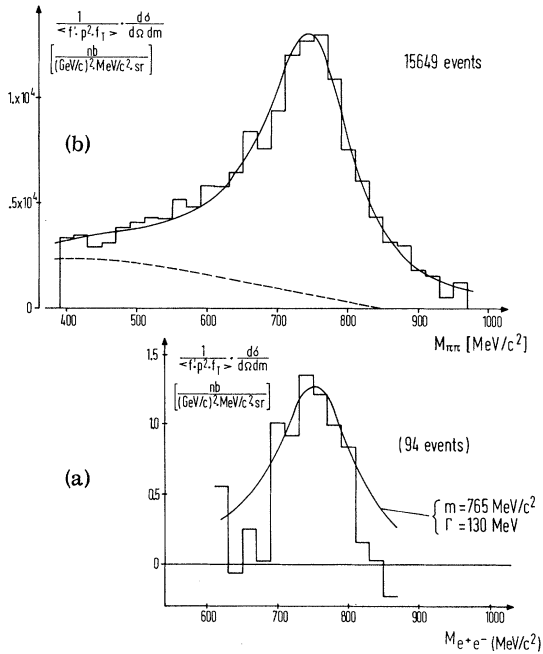 1/<f'·p²·f_T> · dσ/dΩdm
[nb/(GeV/c)²·MeV/c²·sr]
15649 events
1.x10⁴
(b)
.5x10⁴
0
400 500 600 700 800 900 1000
Mππ [MeV/c²]
1/<f'·p²·f_T> · dσ/dΩdm
[nb/(GeV/c)²·MeV/c²·sr]
1.5
1.0
(94 events)
(a)
0.5
m = 765 MeV/c²
Γ = 130 MeV
0
600 700 800 900 1000
Me⁺e⁻ (MeV/c²)